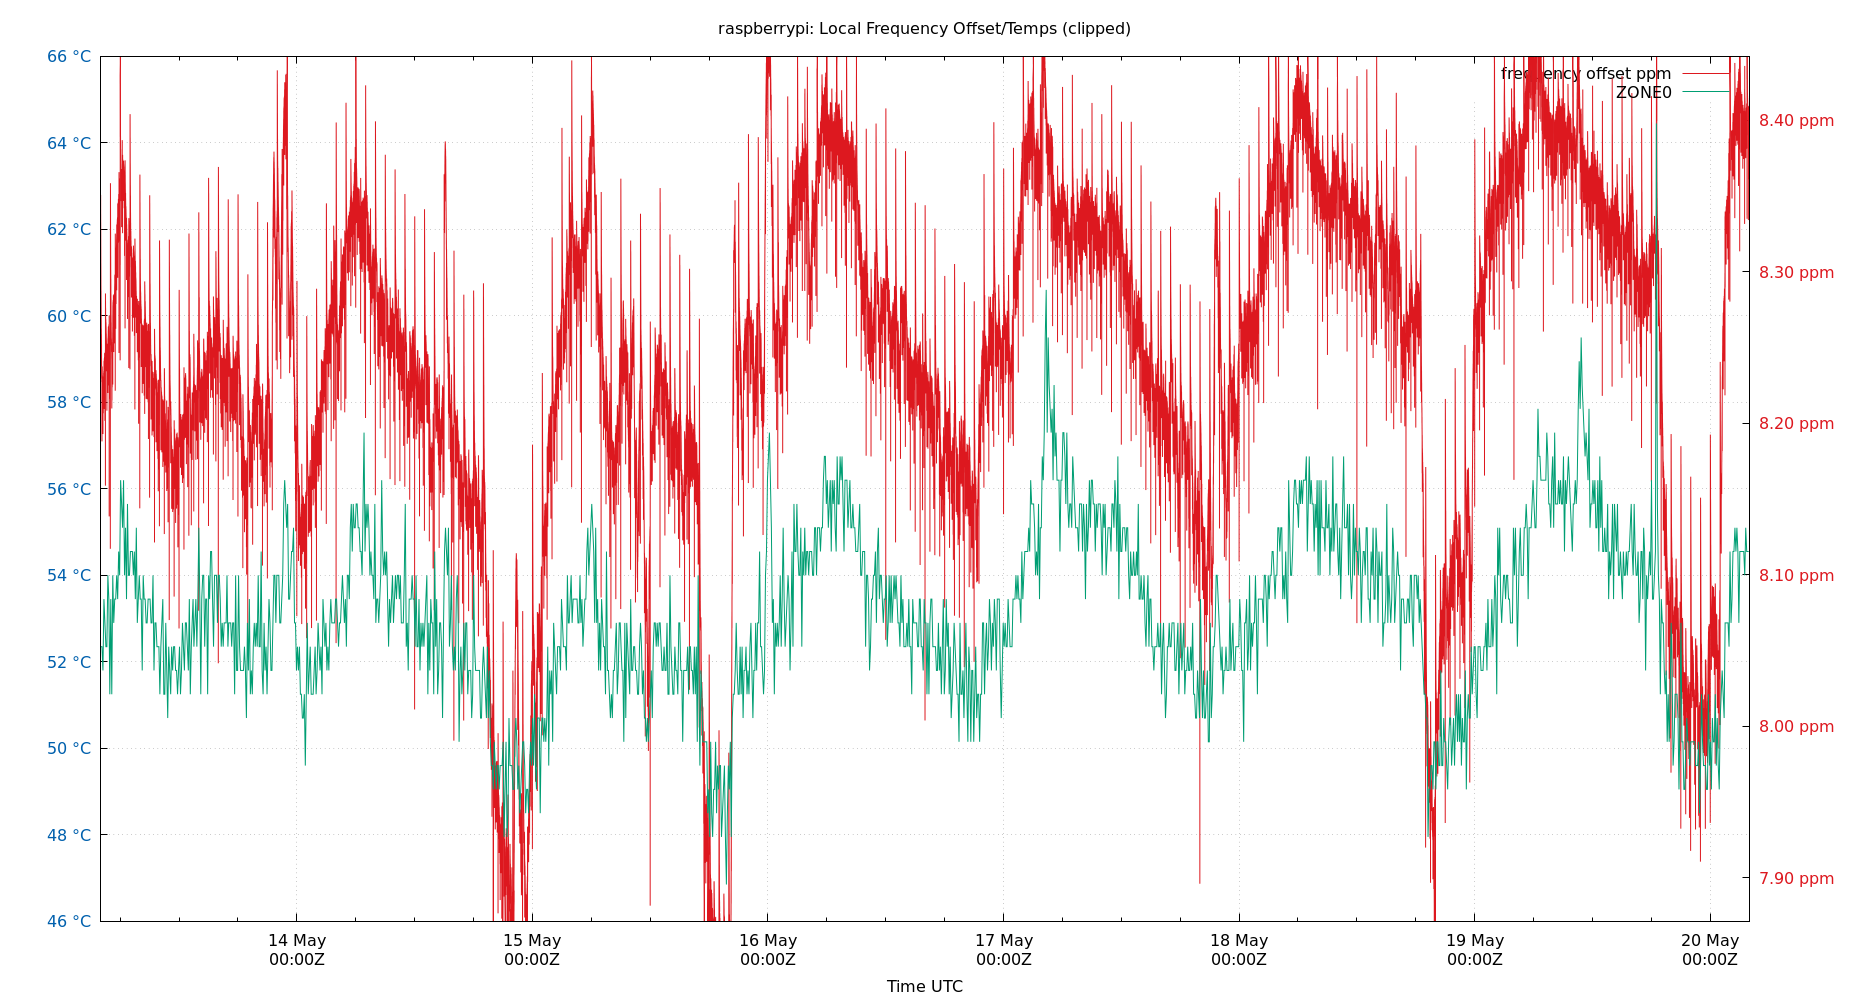 raspberrypi: Local Frequency Offset/Temps (clipped)
66 °C
64 °C
62 °C
60 °C
58 °C
56 °C
54 °C
52 °C
50 °C
48 °C
46 °C
frequency offset ppm
ZONE0
8.40 ppm
8.30 ppm
8.20 ppm
8.10 ppm
8.00 ppm
7.90 ppm
14 May
00:00Z
15 May
00:00Z
16 May
00:00Z
17 May
00:00Z
18 May
00:00Z
19 May
00:00Z
20 May
00:00Z
Time UTC